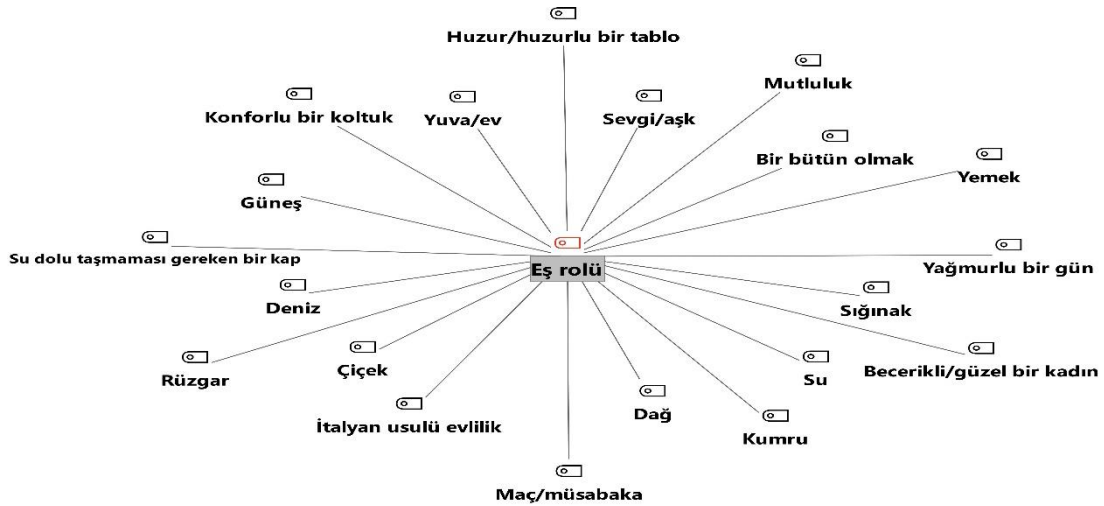 Huzur/huzurlu bir tablo
Mutluluk
Konforlu bir koltuk
Yuva/ev
Sevgi/aşk
Bir bütün olmak
Yemek
Güneş
Su dolu taşmaması gereken bir kap
Eş rolü
Yağmurlu bir gün
Deniz
Sığınak
Rüzgar
Çiçek
Su
Becerikli/güzel bir kadın
İtalyan usulü evlilik
Dağ
Kumru
Maç/müsabaka